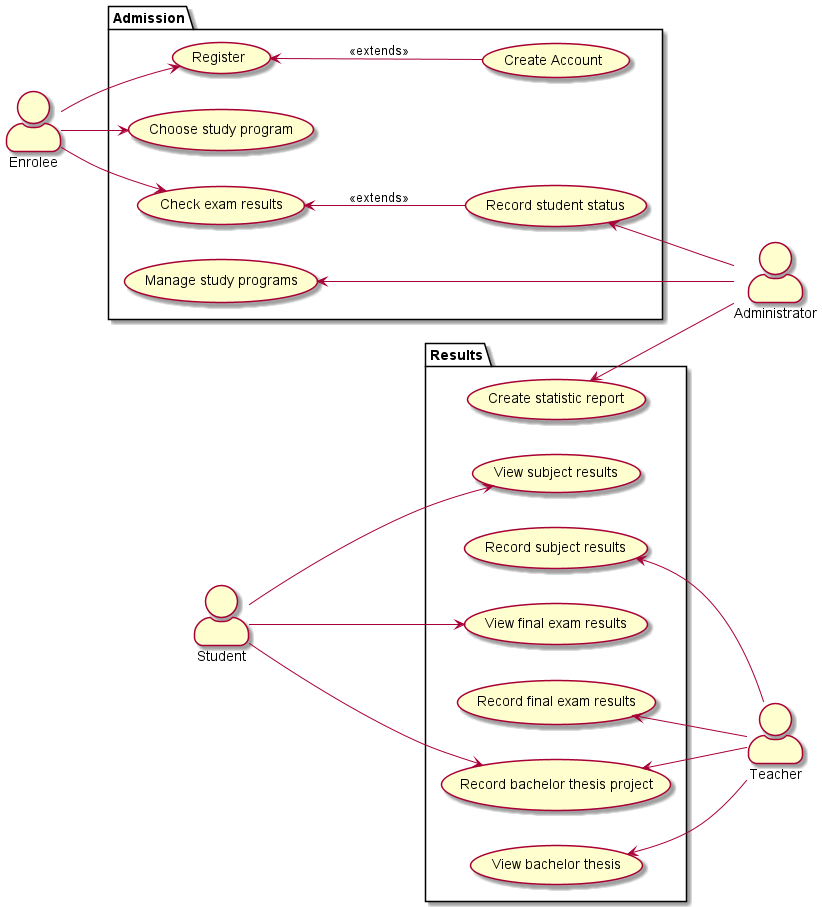 Admission
Register
«extends»
Create Account
Choose study program
Enrolee
Check exam results
«extends»
Record student status
Manage study programs
Administrator
Results
Create statistic report
View subject results
Record subject results
View final exam results
Student
Record final exam results
Teacher
Record bachelor thesis project
View bachelor thesis